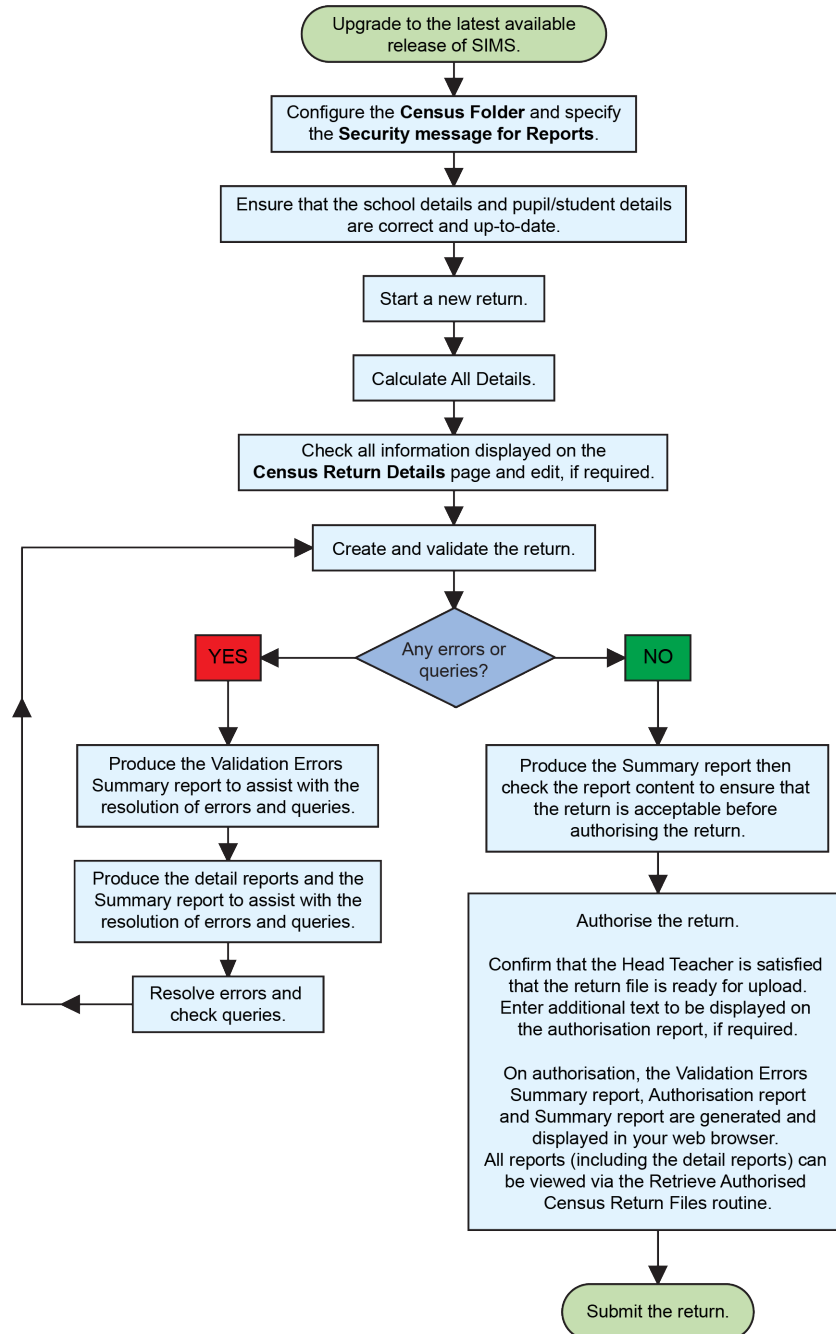 Upgrade to the latest available
release of SIMS.
Configure the Census Folder and specify
the Security message for Reports.
Ensure that the school details and pupil/student details
are correct and up-to-date.
Start a new return.
Calculate All Details.
Check all information displayed on the
Census Return Details page and edit, if required.
Create and validate the return.
Any errors or
queries?
YES
NO
Produce the Validation Errors
Summary report to assist with the
resolution of errors and queries.
Produce the detail reports and the
Summary report to assist with the
resolution of errors and queries.
Resolve errors and
check queries.
Produce the Summary report then
check the report content to ensure that
the return is acceptable before
authorising the return.
Authorise the return.
Confirm that the Head Teacher is satisfied
that the return file is ready for upload.
Enter additional text to be displayed on
the authorisation report, if required.
On authorisation, the Validation Errors
Summary report, Authorisation report
and Summary report are generated and
displayed in your web browser.
All reports (including the detail reports) can
be viewed via the Retrieve Authorised
Census Return Files routine.
Submit the return.